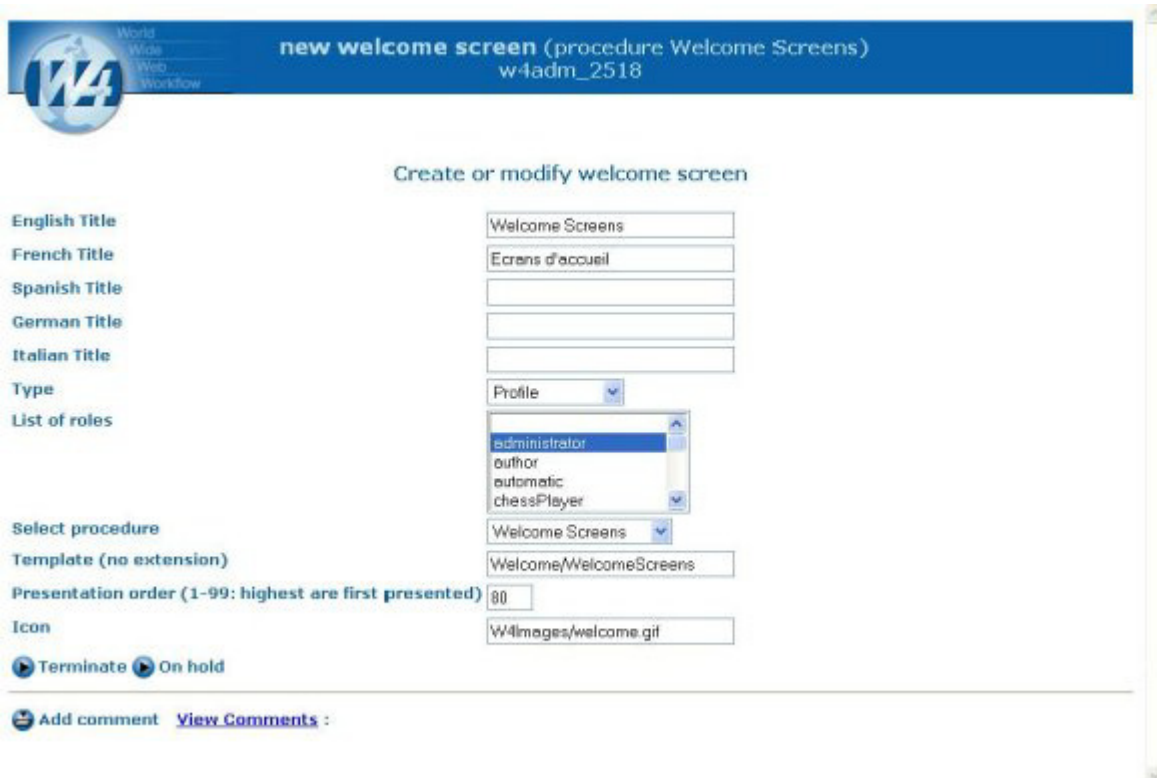 World
Wide
Web
Workflow
W4
new welcome screen (procedure Welcome Screens)
w4adm_2518
Create or modify welcome screen
English Title Welcome Screens
French Title Ecrans d'accueil
Spanish Title
German Title
Italian Title
Type Profile
List of roles
administrator
author
automatic
chessPlayer
Select procedure Welcome Screens
Template (no extension) Welcome/WelcomeScreens
Presentation order (1-99: highest are first presented) 80
Icon W4Images/welcome.gif
Terminate On hold
Add comment View Comments :